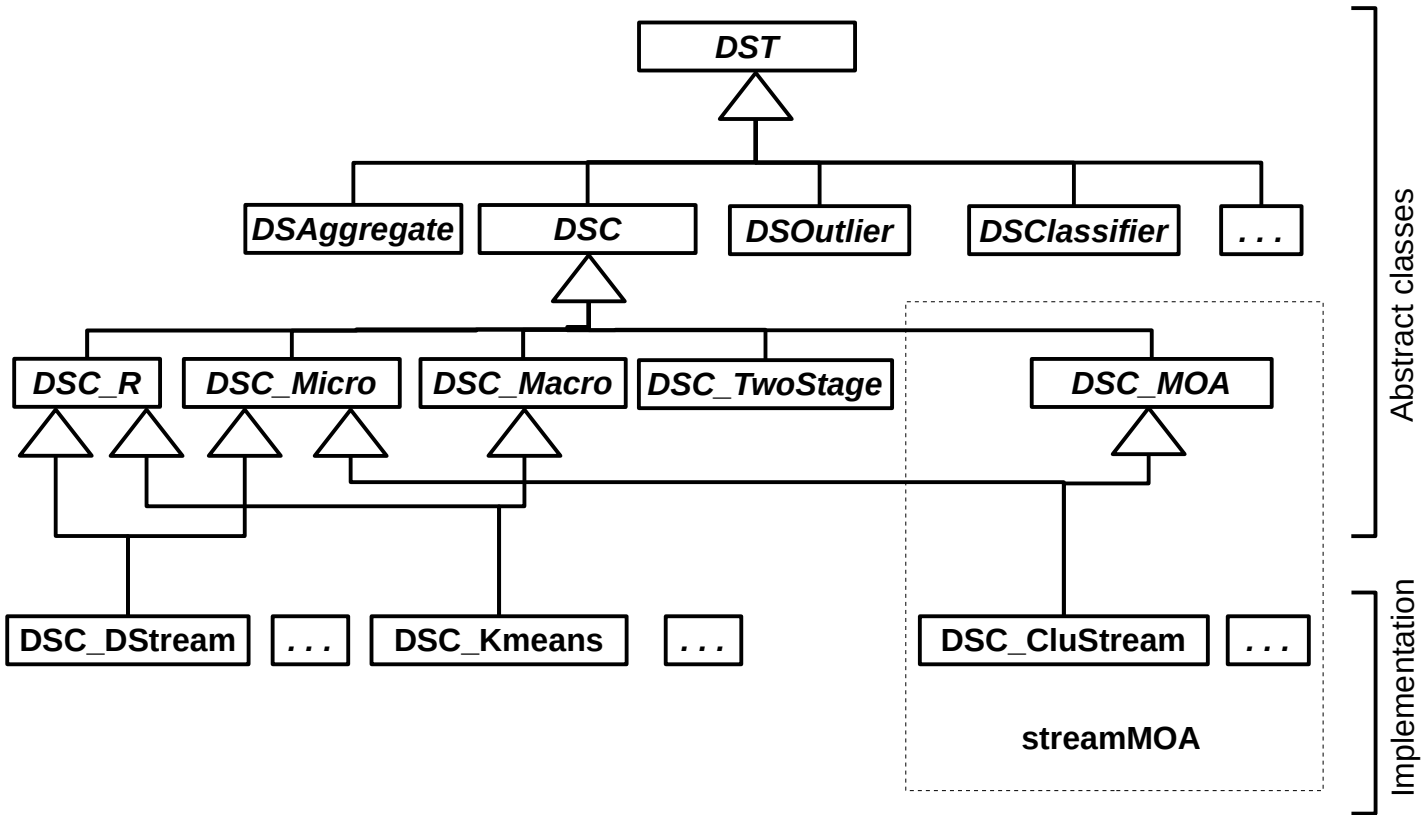 DST
DSAggregate
DSC
DSOutlier
DSClassifier
. . .
Abstract classes
DSC_R
DSC_Micro
DSC_Macro
DSC_TwoStage
DSC_MOA
DSC_DStream
. . .
DSC_Kmeans
. . .
DSC_CluStream
. . .
Implementation
streamMOA